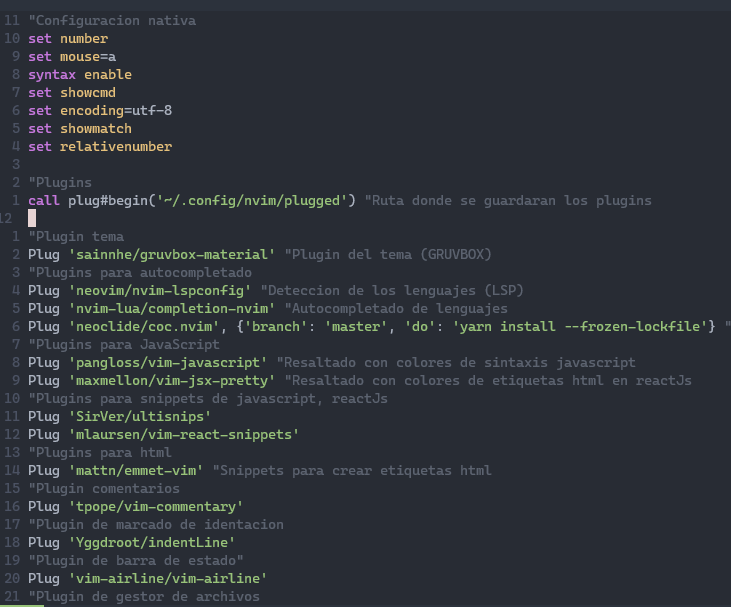 11 "Configuracion nativa
10 set number
9 set mouse=a
8 syntax enable
7 set showcmd
6 set encoding=utf-8
5 set showmatch
4 set relativenumber
3
2 "Plugins
1 call plug#begin('~/.config/nvim/plugged') "Ruta donde se guardaran los plugins
12
1 "Plugin tema
2 Plug 'sainnhe/gruvbox-material' "Plugin del tema (GRUVBOX)
3 "Plugins para autocompletado
4 Plug 'neovim/nvim-lspconfig' "Deteccion de los lenguajes (LSP)
5 Plug 'nvim-lua/completion-nvim' "Autocompletado de lenguajes
6 Plug 'neoclide/coc.nvim', {'branch': 'master', 'do': 'yarn install --frozen-lockfile'} "
7 "Plugins para JavaScript
8 Plug 'pangloss/vim-javascript' "Resaltado con colores de sintaxis javascript
9 Plug 'maxmellon/vim-jsx-pretty' "Resaltado con colores de etiquetas html en reactJs
10 "Plugins para snippets de javascript, reactJs
11 Plug 'SirVer/ultisnips'
12 Plug 'mlaursen/vim-react-snippets'
13 "Plugins para html
14 Plug 'mattn/emmet-vim' "Snippets para crear etiquetas html
15 "Plugin comentarios
16 Plug 'tpope/vim-commentary'
17 "Plugin de marcado de identacion
18 Plug 'Yggdroot/indentLine'
19 "Plugin de barra de estado"
20 Plug 'vim-airline/vim-airline'
21 "Plugin de gestor de archivos